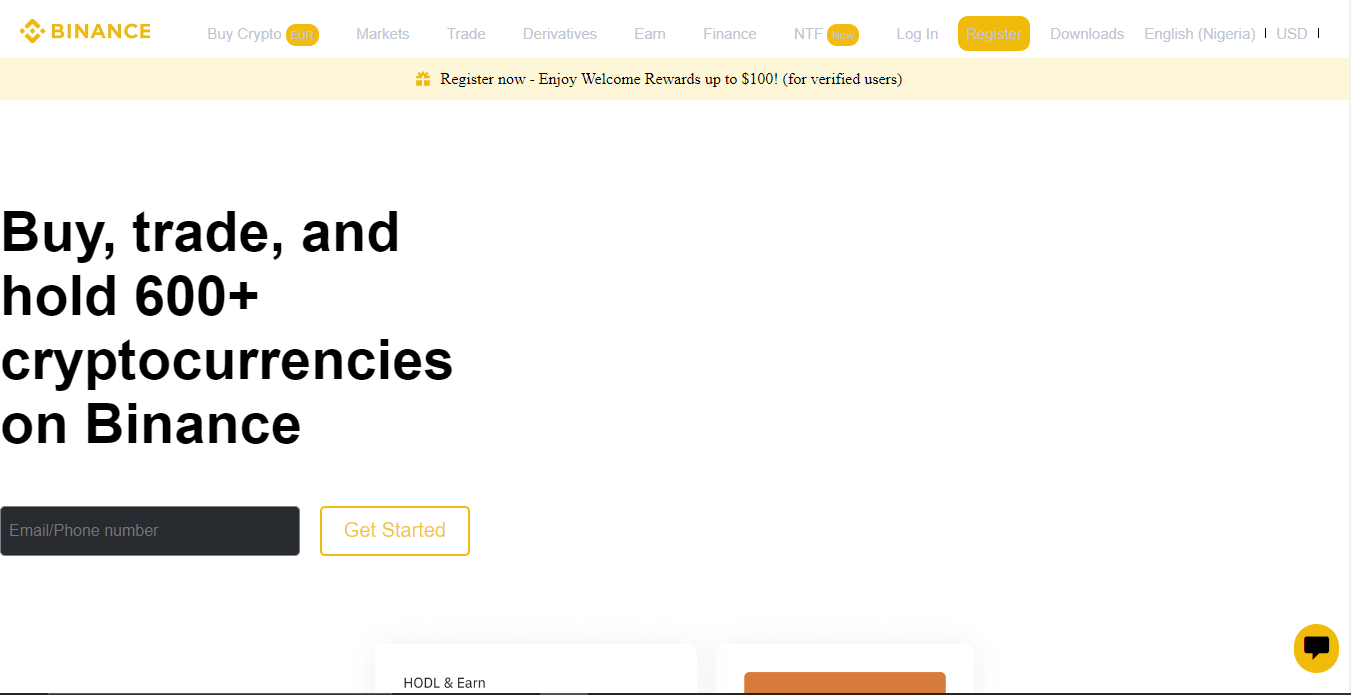 BINANCE Buy Crypto EUR Markets Trade Derivatives Earn Finance NTF New Log In Register Downloads English (Nigeria) | USD |
Register now - Enjoy Welcome Rewards up to $100! (for verified users)
Buy, trade, and
hold 600+
cryptocurrencies
on Binance
Email/Phone number Get Started
HODL & Earn